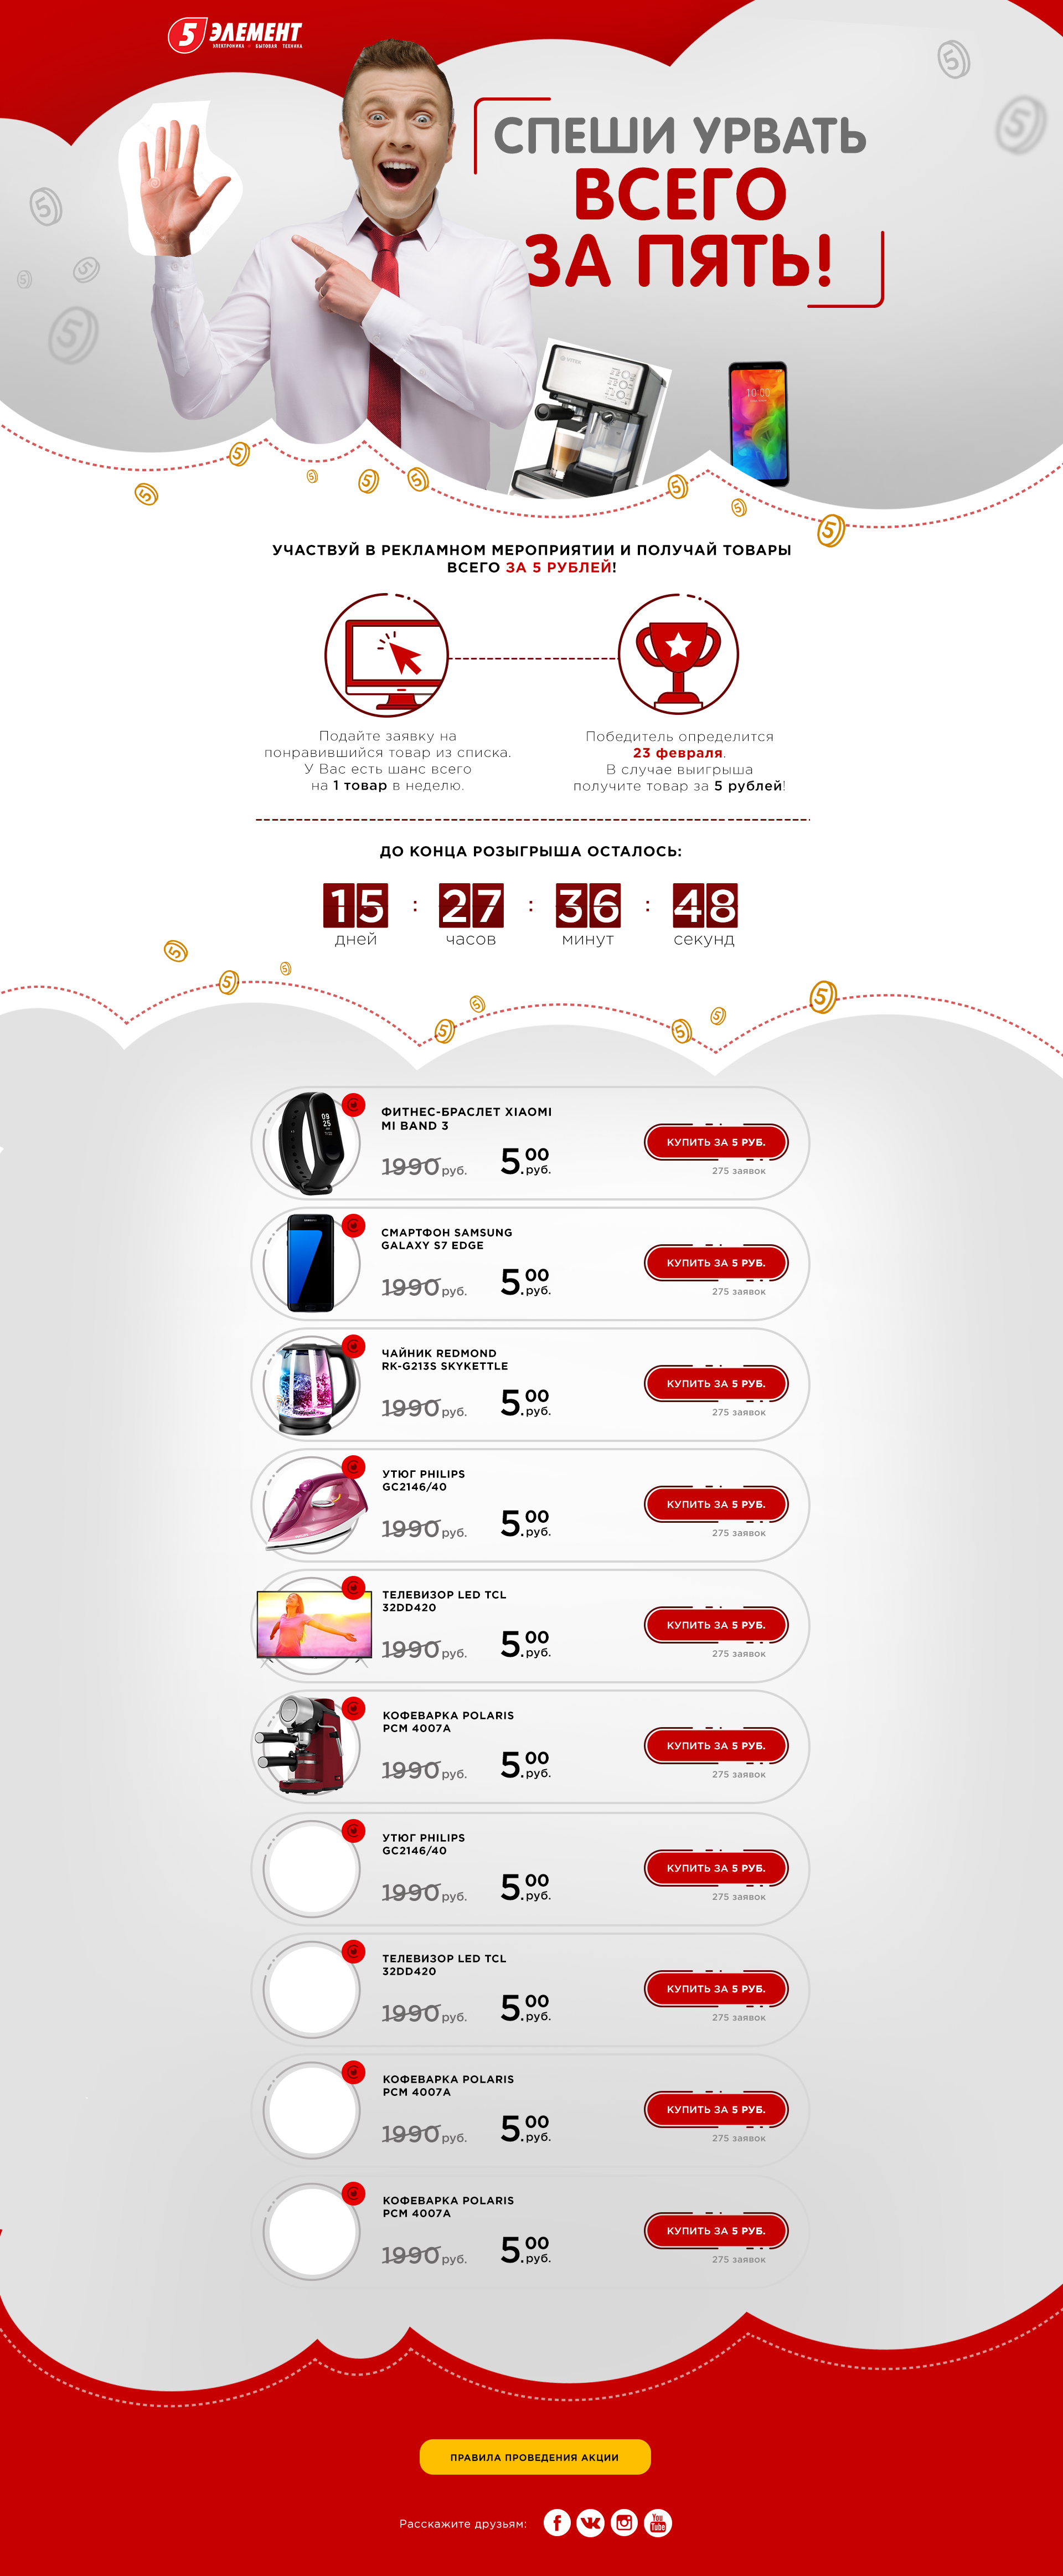 5 ЭЛЕМЕНТ
ЭЛЕКТРОНИКА БЫТОВАЯ ТЕХНИКА
СПЕШИ УРВАТЬ
ВСЕГО
ЗА ПЯТЬ!
VITEK
10:00
УЧАСТВУЙ В РЕКЛАМНОМ МЕРОПРИЯТИИ И ПОЛУЧАЙ ТОВАРЫ
ВСЕГО ЗА 5 РУБЛЕЙ!
Подайте заявку на
понравившийся товар из списка.
У Вас есть шанс всего
на 1 товар в неделю.
Победитель определится
23 февраля.
В случае выигрыша
получите товар за 5 рублей!
ДО КОНЦА РОЗЫГРЫША ОСТАЛОСЬ:
15 : 27 : 36 : 48
дней часов минут секунд
ФИТНЕС-БРАСЛЕТ XIAOMI
MI BAND 3
1990 руб. 5.00 руб.
КУПИТЬ ЗА 5 РУБ.
275 заявок
СМАРТФОН SAMSUNG
GALAXY S7 EDGE
1990 руб. 5.00 руб.
КУПИТЬ ЗА 5 РУБ.
275 заявок
ЧАЙНИК REDMOND
RK-G213S SKYKETTLE
1990 руб. 5.00 руб.
КУПИТЬ ЗА 5 РУБ.
275 заявок
УТЮГ PHILIPS
GC2146/40
1990 руб. 5.00 руб.
КУПИТЬ ЗА 5 РУБ.
275 заявок
ТЕЛЕВИЗОР LED TCL
32DD420
1990 руб. 5.00 руб.
КУПИТЬ ЗА 5 РУБ.
275 заявок
КОФЕВАРКА POLARIS
PCM 4007A
1990 руб. 5.00 руб.
КУПИТЬ ЗА 5 РУБ.
275 заявок
УТЮГ PHILIPS
GC2146/40
1990 руб. 5.00 руб.
КУПИТЬ ЗА 5 РУБ.
275 заявок
ТЕЛЕВИЗОР LED TCL
32DD420
1990 руб. 5.00 руб.
КУПИТЬ ЗА 5 РУБ.
275 заявок
КОФЕВАРКА POLARIS
PCM 4007A
1990 руб. 5.00 руб.
КУПИТЬ ЗА 5 РУБ.
275 заявок
КОФЕВАРКА POLARIS
PCM 4007A
1990 руб. 5.00 руб.
КУПИТЬ ЗА 5 РУБ.
275 заявок
ПРАВИЛА ПРОВЕДЕНИЯ АКЦИИ
Расскажите друзьям:
You Tube